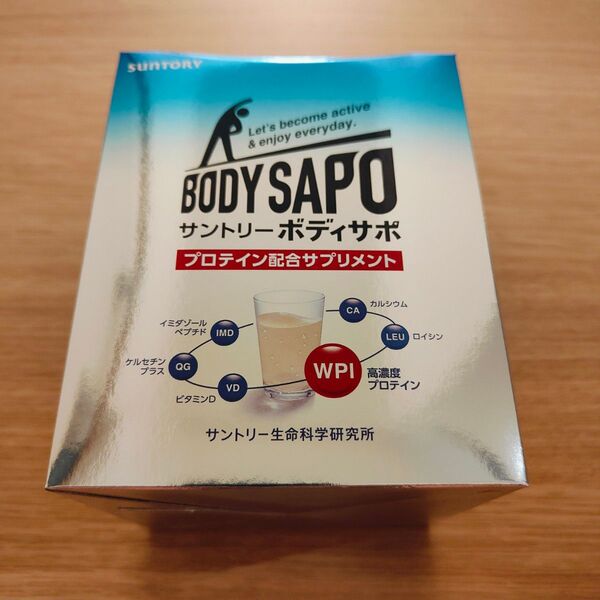 SUNTORY
Let's become active
& enjoy everyday.
BODY SAPO
サントリー ボディサポ
プロテイン配合サプリメント
CA
カルシウム
イミダゾール
ペプチド
IMD
LEU
ロイシン
ケルセチン
プラス
QG
WPI
高濃度
プロテイン
VD
ビタミンD
サントリー生命科学研究所